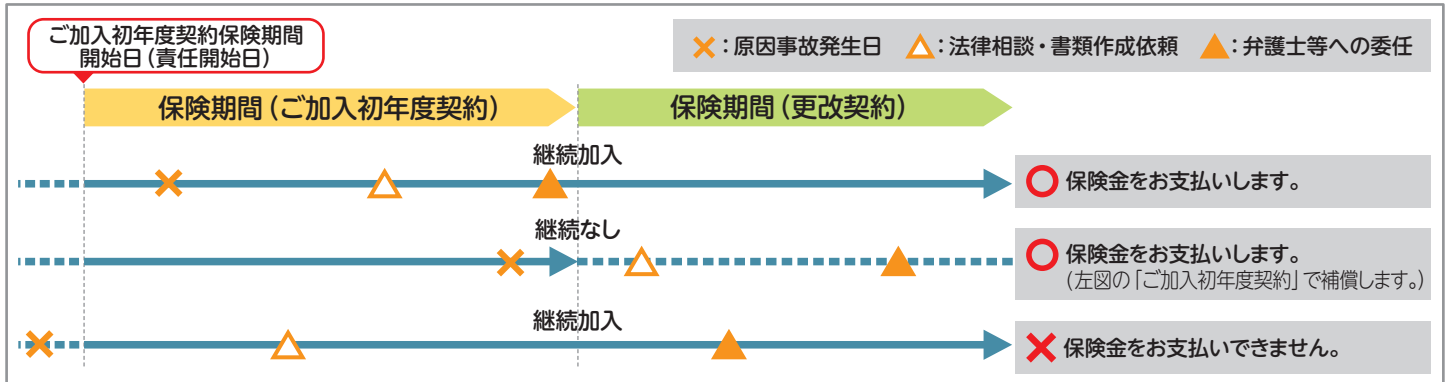 ご加入初年度契約保険期間
開始日(責任開始日)
×:原因事故発生日 △:法律相談・書類作成依頼 ▲:弁護士等への委任
保険期間(ご加入初年度契約)
保険期間(更改契約)
継続加入
保険金をお支払いします。
継続なし
保険金をお支払いします。
(左図の「ご加入初年度契約」で補償します。)
継続加入
保険金をお支払いできません。